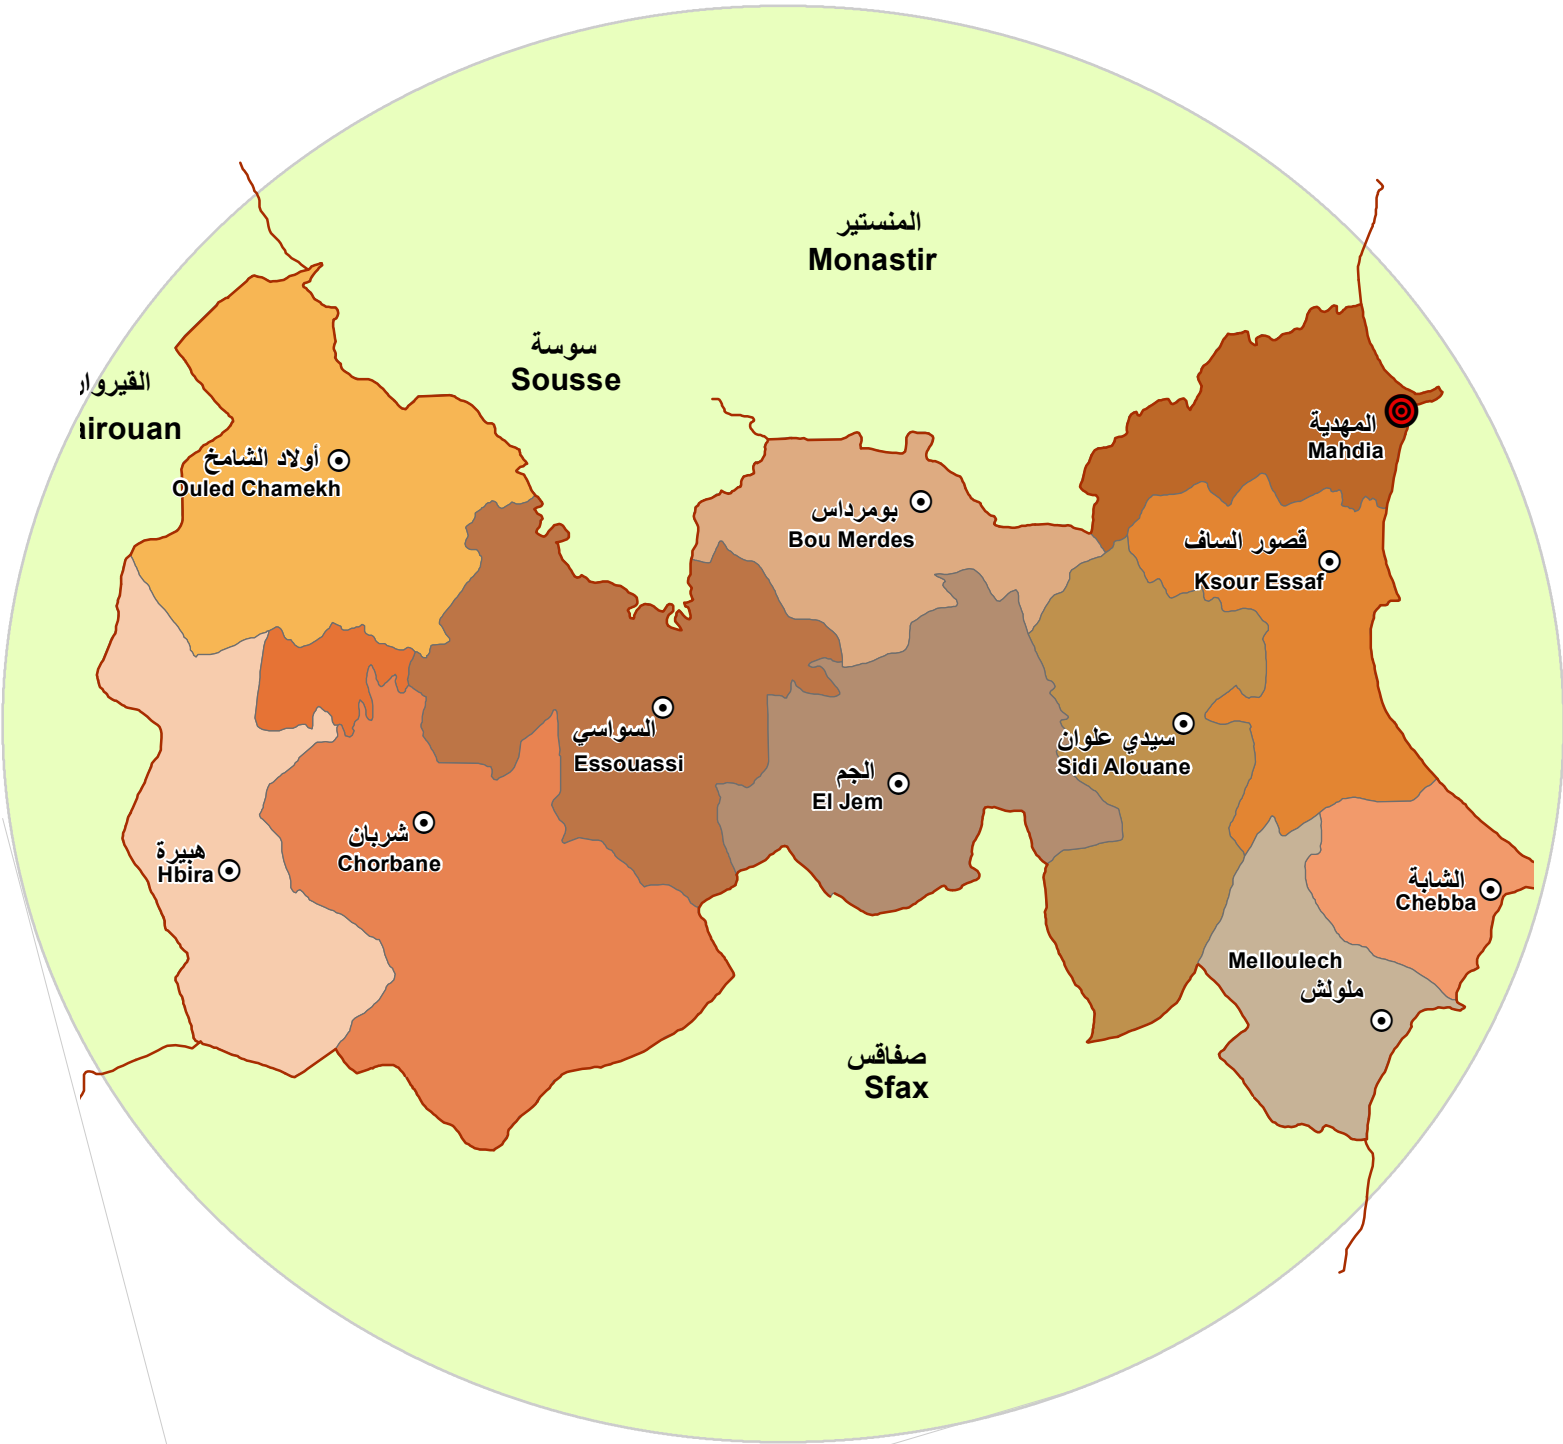 المنستير
Monastir
سوسة
Sousse
القيروا
airouan
المهدية
Mahdia
أولاد الشامخ
Ouled Chamekh
بومرداس
Bou Merdes
قصور الساف
Ksour Essaf
السواسي
Essouassi
سيدي علوان
Sidi Alouane
الجم
El Jem
شربان
Chorbane
هبيرة
Hbira
الشابة
Chebba
Melloulech
ملولش
صفاقس
Sfax